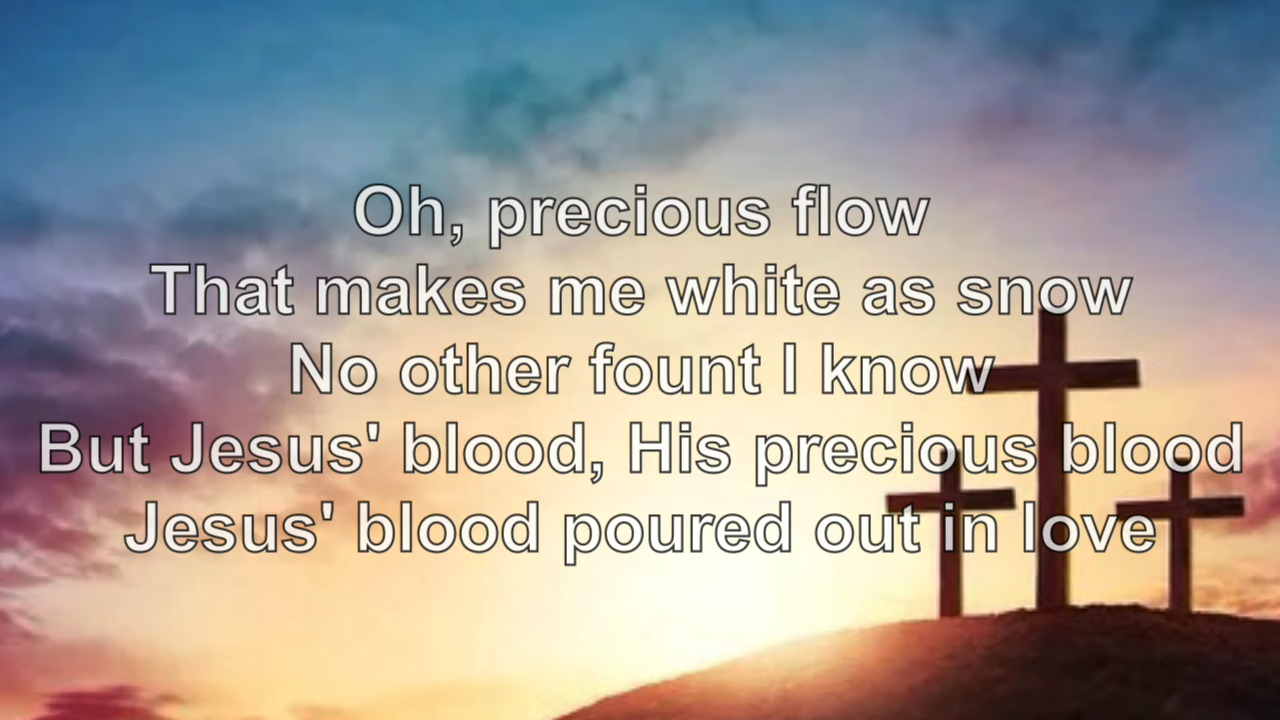 Oh, precious flow
That makes me white as snow
No other fount I know
But Jesus' blood, His precious blood
Jesus' blood poured out in love